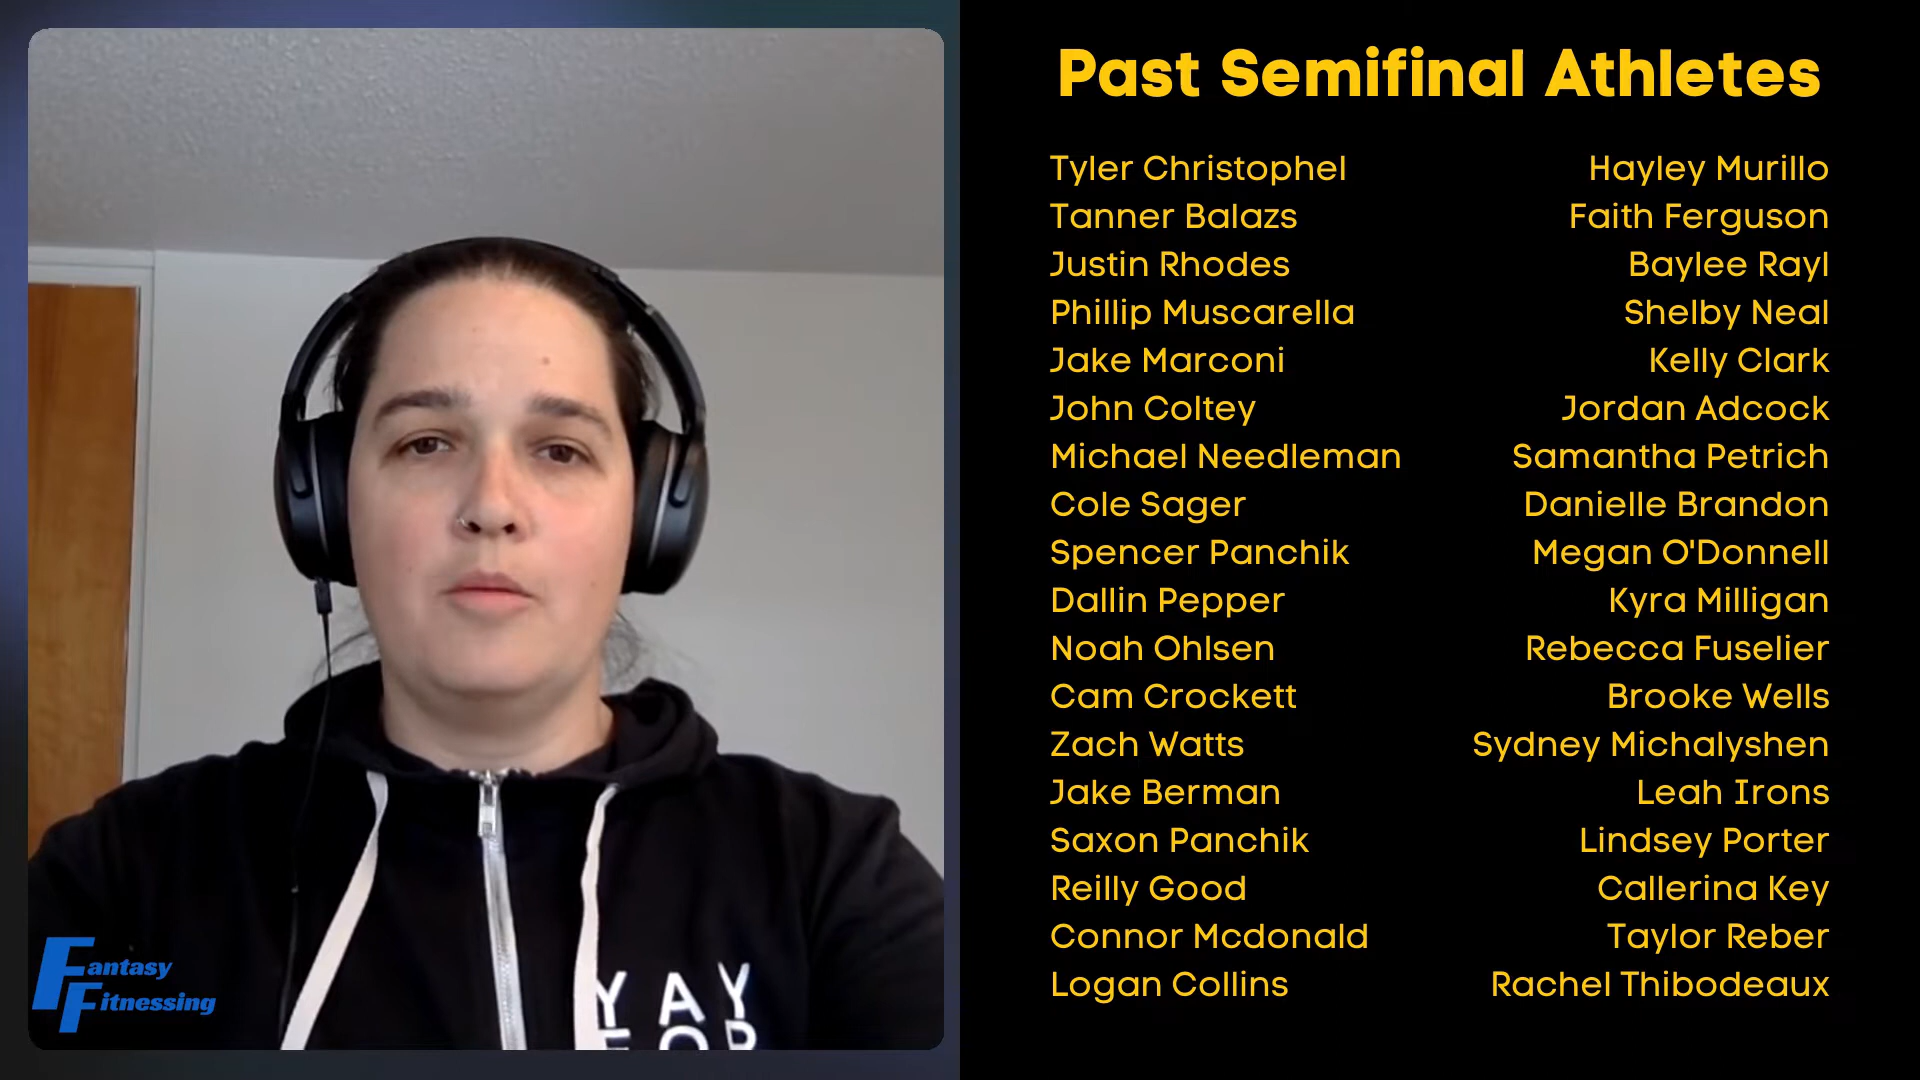 Past Semifinal Athletes
Tyler Christophel
Tanner Balazs
Justin Rhodes
Phillip Muscarella
Jake Marconi
John Coltey
Michael Needleman
Cole Sager
Spencer Panchik
Dallin Pepper
Noah Ohlsen
Cam Crockett
Zach Watts
Jake Berman
Saxon Panchik
Reilly Good
Connor Mcdonald
Logan Collins
Hayley Murillo
Faith Ferguson
Baylee Rayl
Shelby Neal
Kelly Clark
Jordan Adcock
Samantha Petrich
Danielle Brandon
Megan O'Donnell
Kyra Milligan
Rebecca Fuselier
Brooke Wells
Sydney Michalyshen
Leah Irons
Lindsey Porter
Callerina Key
Taylor Reber
Rachel Thibodeaux
YAY
FOR
Fantasy
Fitnessing